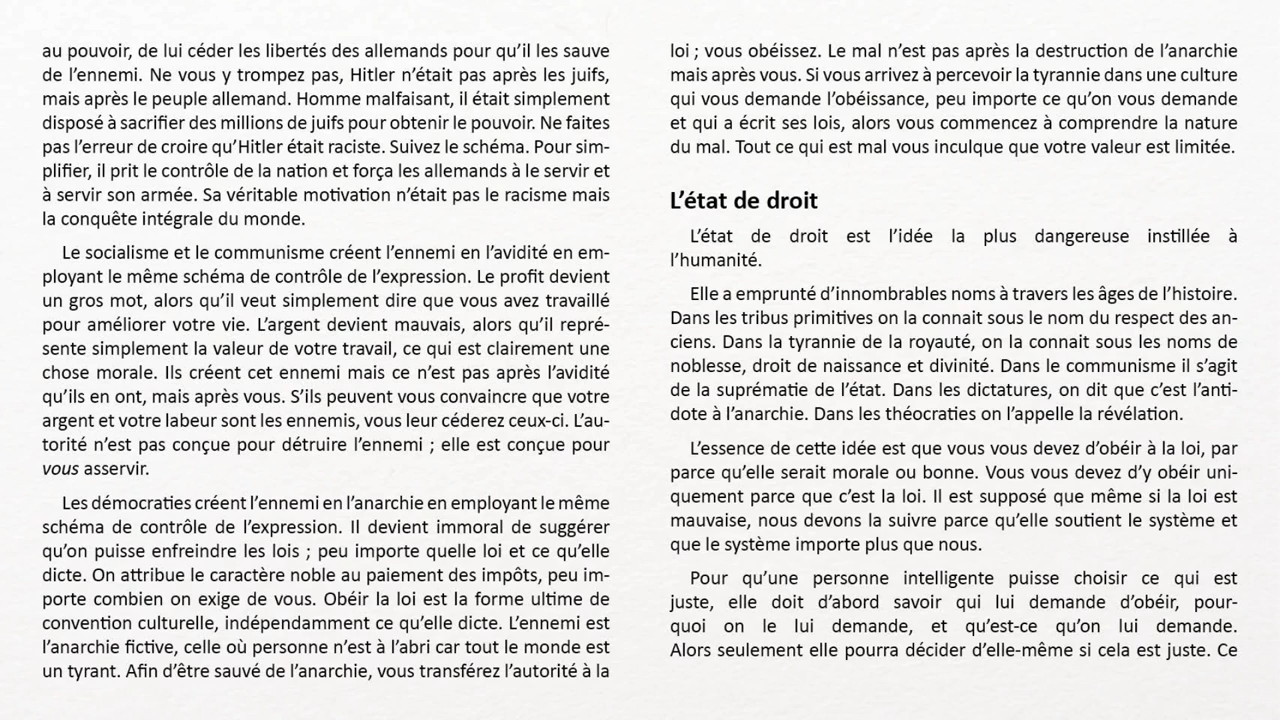 au pouvoir, de lui céder les libertés des allemands pour qu’il les sauve
de l’ennemi. Ne vous y trompez pas, Hitler n’était pas après les juifs,
mais après le peuple allemand. Homme malfaisant, il était simplement
disposé à sacrifier des millions de juifs pour obtenir le pouvoir. Ne faites
pas l’erreur de croire qu’Hitler était raciste. Suivez le schéma. Pour sim-
plifier, il prit le contrôle de la nation et força les allemands à le servir et
à servir son armée. Sa véritable motivation n’était pas le racisme mais
la conquête intégrale du monde.
Le socialisme et le communisme créent l’ennemi en l’avidité en em-
ployant le même schéma de contrôle de l’expression. Le profit devient
un gros mot, alors qu’il veut simplement dire que vous avez travaillé
pour améliorer votre vie. L’argent devient mauvais, alors qu’il repré-
sente simplement la valeur de votre travail, ce qui est clairement une
chose morale. Ils créent cet ennemi mais ce n’est pas après l’avidité
qu’ils en ont, mais après vous. S’ils peuvent vous convaincre que votre
argent et votre labeur sont les ennemis, vous leur céderez ceux-ci. L’au-
torité n’est pas conçue pour détruire l’ennemi ; elle est conçue pour
vous asservir.
Les démocraties créent l’ennemi en l’anarchie en employant le même
schéma de contrôle de l’expression. Il devient immoral de suggérer
qu’on puisse enfreindre les lois ; peu importe quelle loi et ce qu’elle
dicte. On attribue le caractère noble au paiement des impôts, peu im-
porte combien on exige de vous. Obéir la loi est la forme ultime de
convention culturelle, indépendamment ce qu’elle dicte. L’ennemi est
l’anarchie fictive, celle où personne n’est à l’abri car tout le monde est
un tyrant. Afin d’être sauvé de l’anarchie, vous transférez l’autorité à la
loi ; vous obéissez. Le mal n’est pas après la destruction de l’anarchie
mais après vous. Si vous arrivez à percevoir la tyrannie dans une culture
qui vous demande l’obéissance, peu importe ce qu’on vous demande
et qui a écrit ses lois, alors vous commencez à comprendre la nature
du mal. Tout ce qui est mal vous inculque que votre valeur est limitée.
L’état de droit
L’état de droit est l’idée la plus dangereuse instillée à
l’humanité.
Elle a emprunté d’innombrables noms à travers les âges de l’histoire.
Dans les tribus primitives on la connait sous le nom du respect des an-
ciens. Dans la tyrannie de la royauté, on la connait sous les noms de
noblesse, droit de naissance et divinité. Dans le communisme il s’agit
de la suprématie de l’état. Dans les dictatures, on dit que c’est l’anti-
dote à l’anarchie. Dans les théocraties on l’appelle la révélation.
L’essence de cette idée est que vous vous devez d’obéir à la loi, par
parce qu’elle serait morale ou bonne. Vous vous devez d’y obéir uni-
quement parce que c’est la loi. Il est supposé que même si la loi est
mauvaise, nous devons la suivre parce qu’elle soutient le système et
que le système importe plus que nous.
Pour qu’une personne intelligente puisse choisir ce qui est
juste, elle doit d’abord savoir qui lui demande d’obéir, pour-
quoi on le lui demande, et qu’est-ce qu’on lui demande.
Alors seulement elle pourra décider d’elle-même si cela est juste. Ce